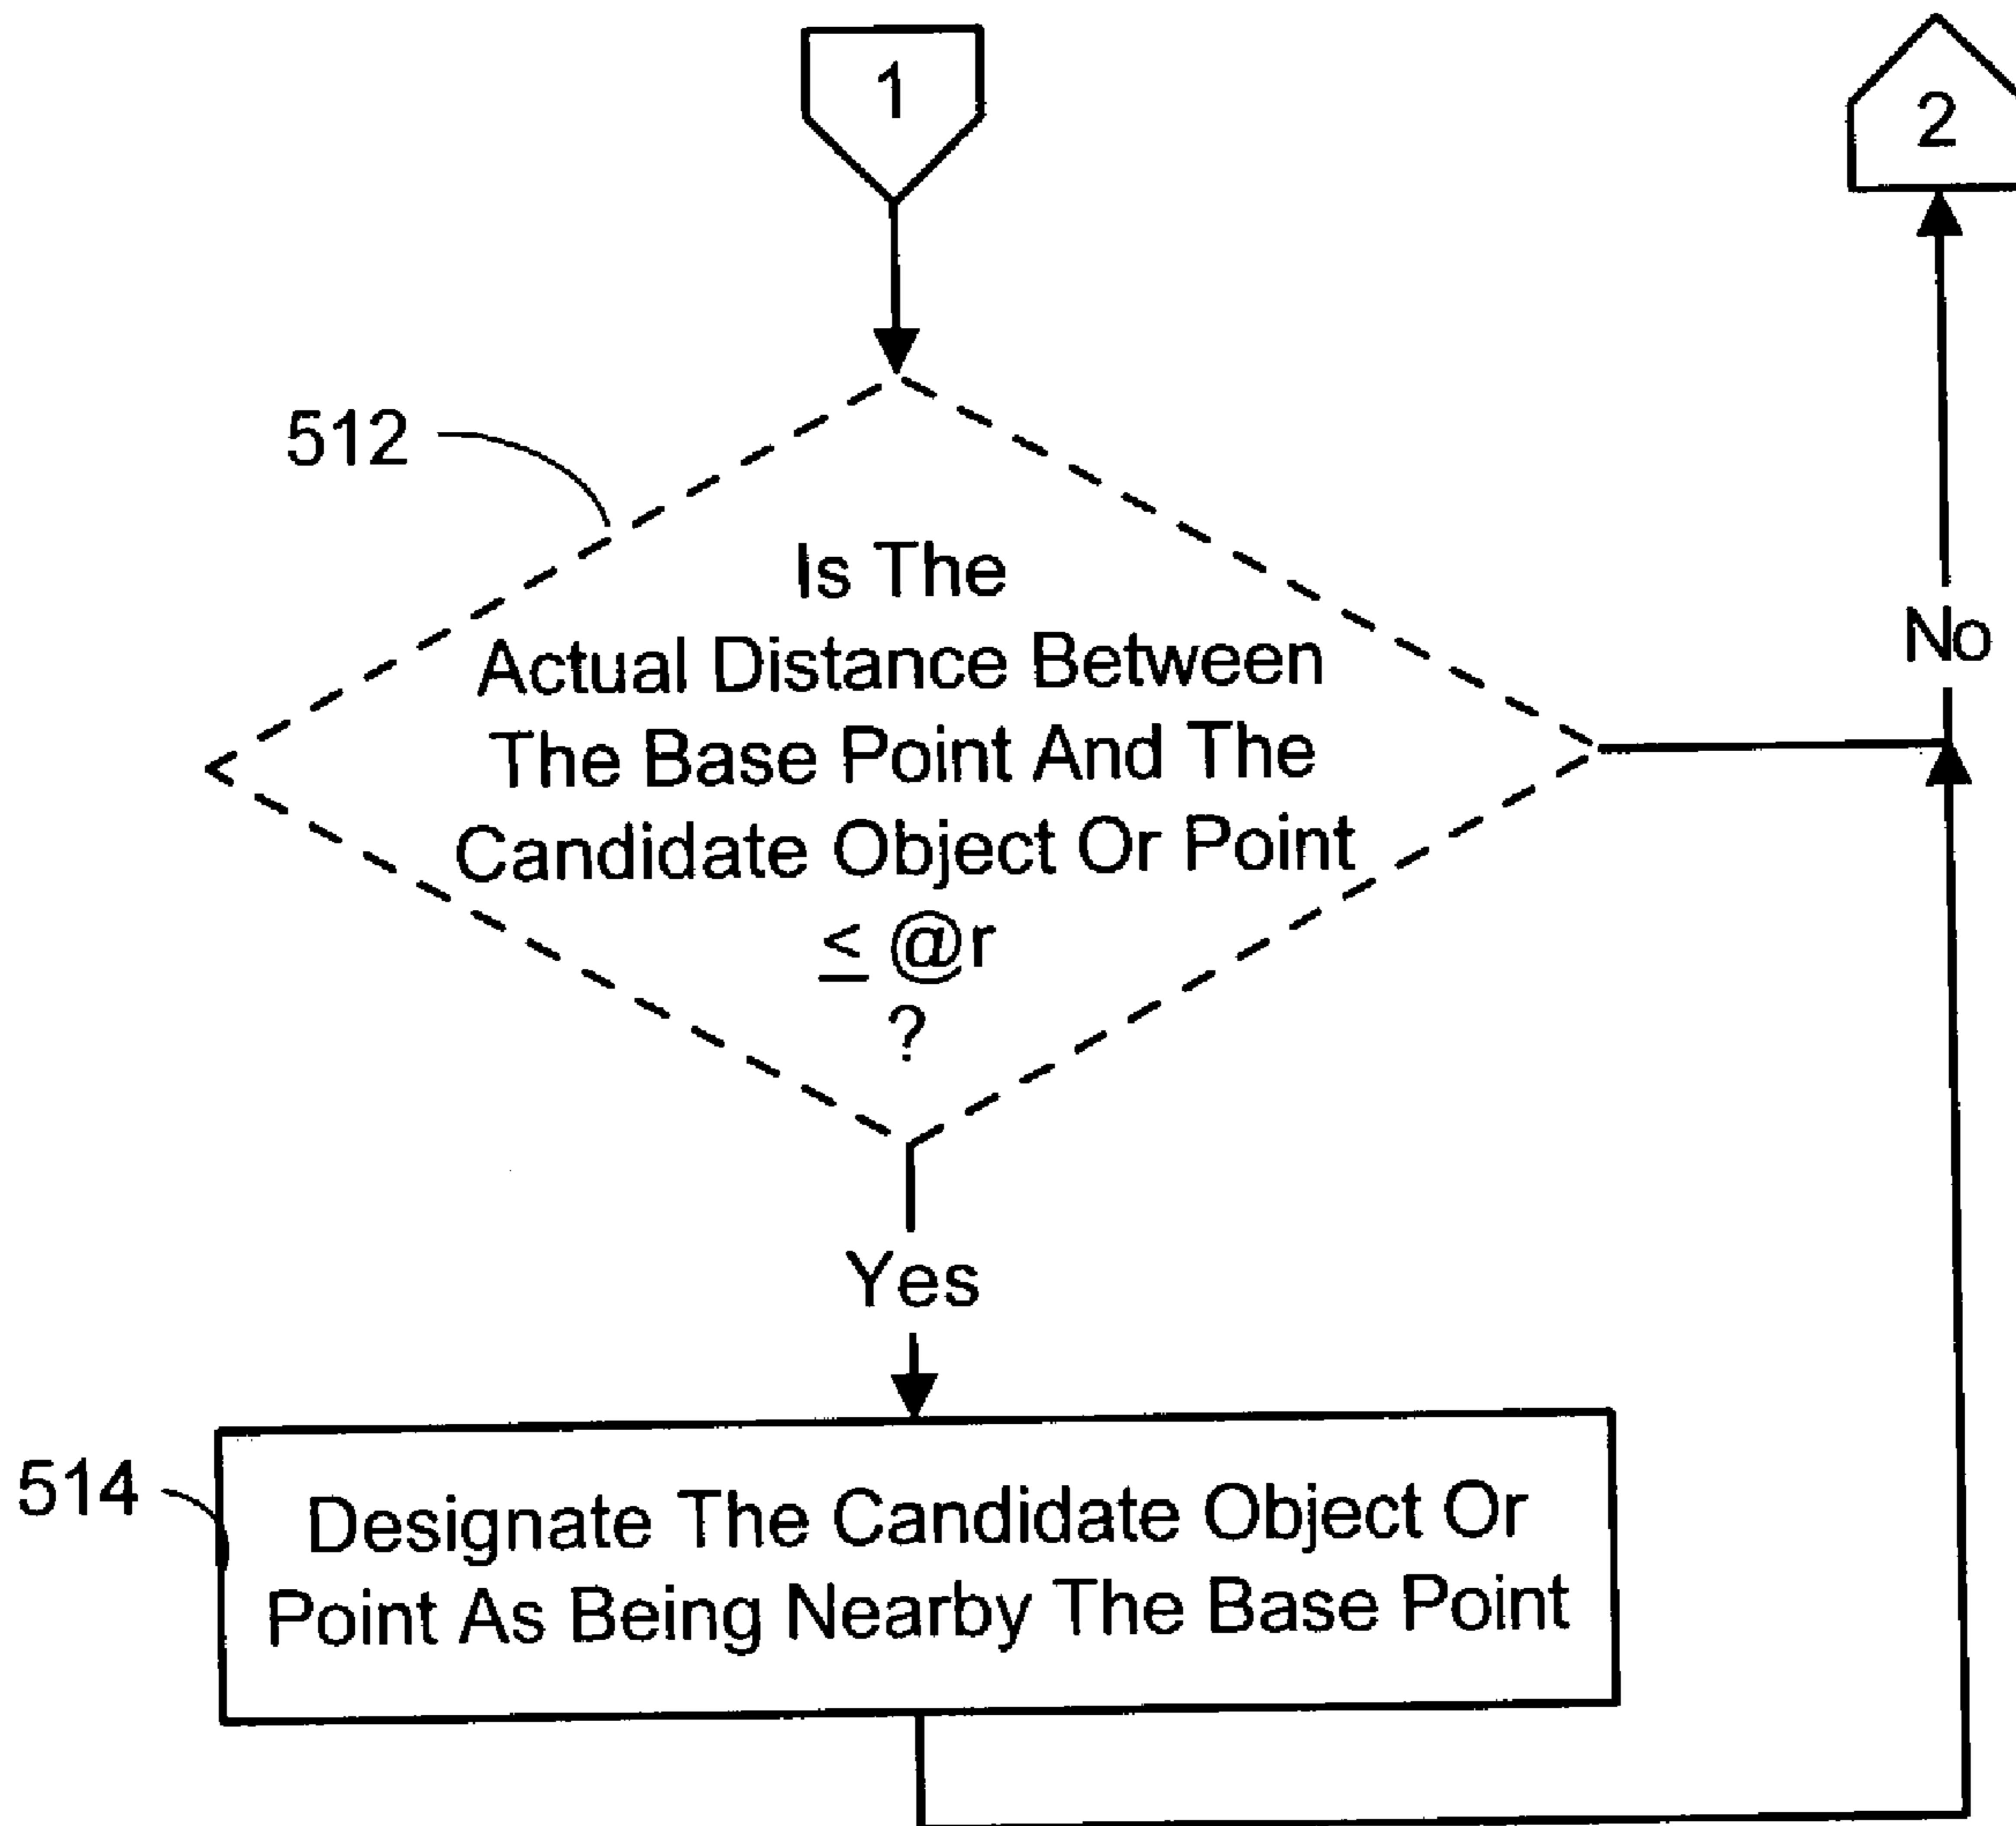 1
2
512
Is The
Actual Distance Between
The Base Point And The
Candidate Object Or Point
≤ @r
?
No
Yes
514
Designate The Candidate Object Or
Point As Being Nearby The Base Point